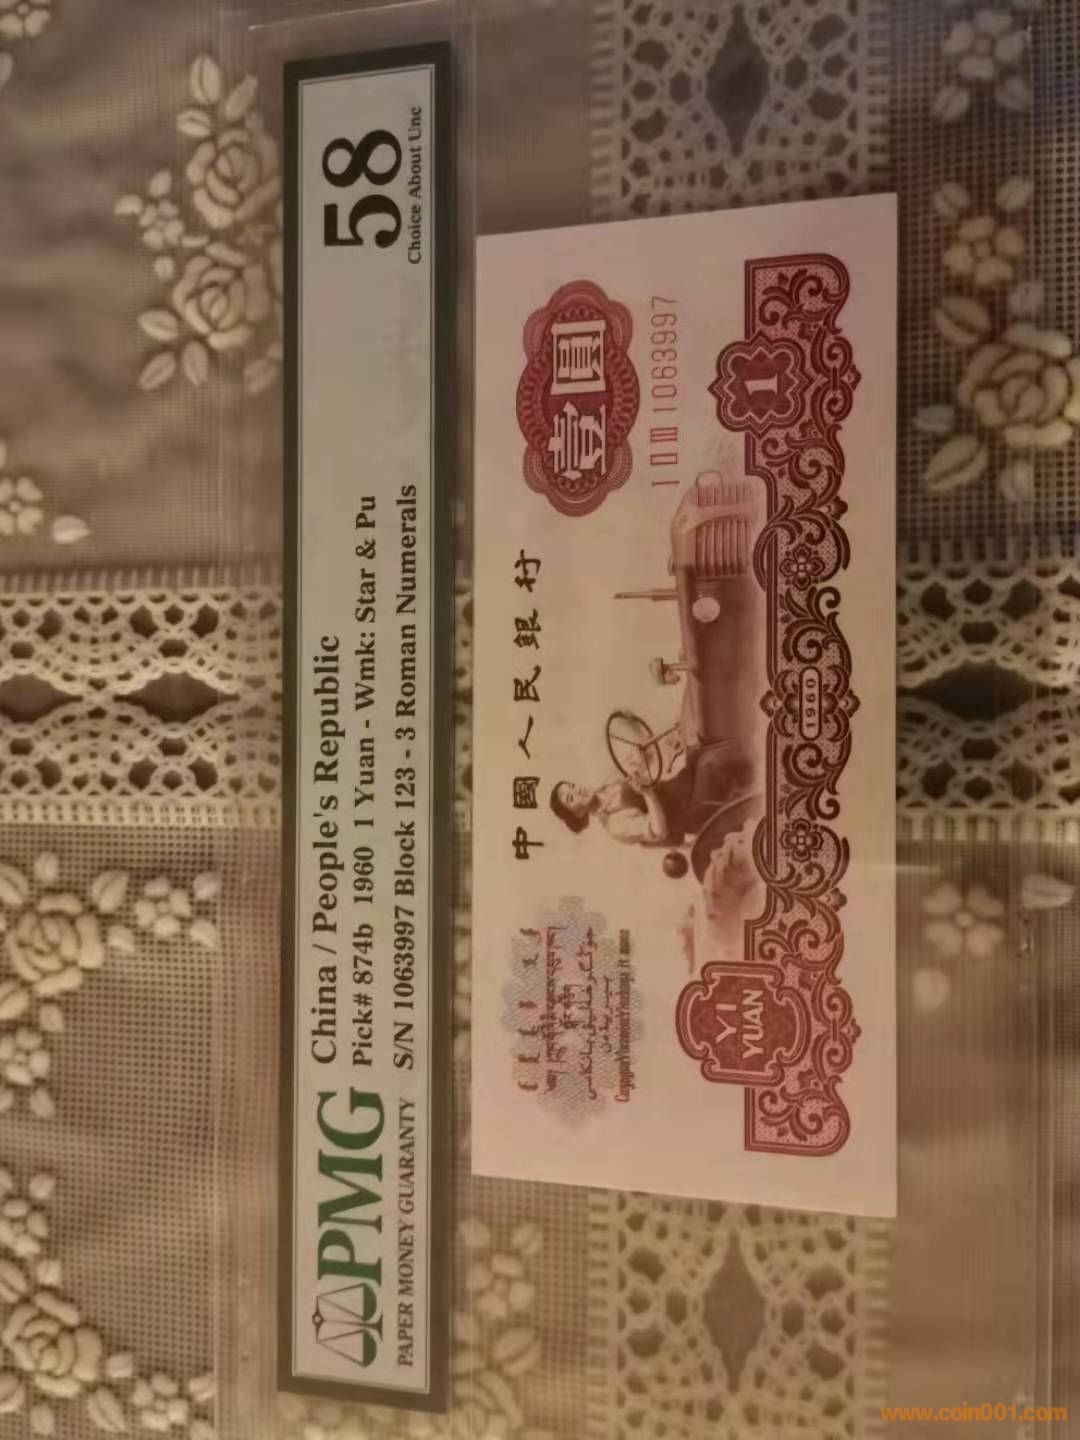 PMG
PAPER MONEY GUARANTY
China / People's Republic
Pick# 874b 1960 1 Yuan - Wmk: Star & Pu
S/N 1063997 Block 123 - 3 Roman Numerals
58
Choice About Unc
中國人民銀行
壹圓
I II III 1063997
YI
YUAN
1960
1
www.coin001.com